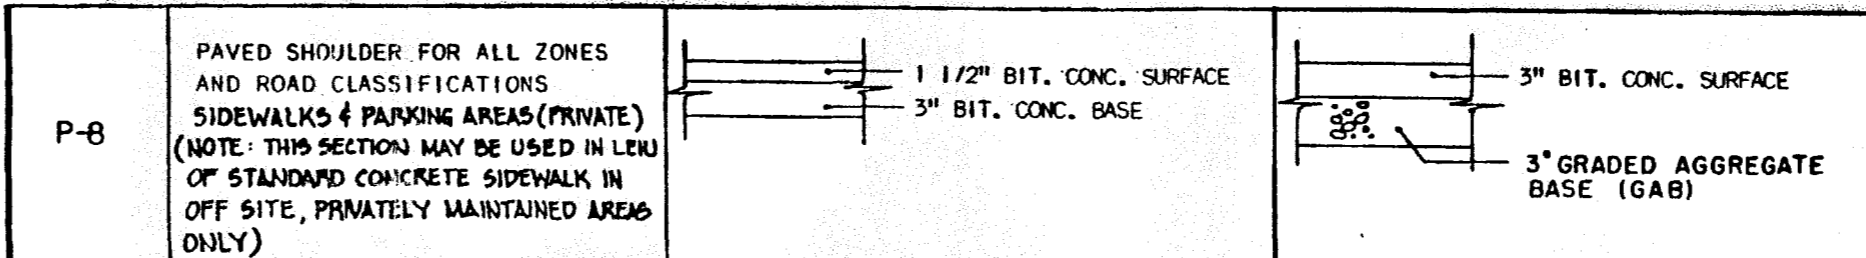 P-8
PAVED SHOULDER FOR ALL ZONES
AND ROAD CLASSIFICATIONS
SIDEWALKS & PARKING AREAS (PRIVATE)
(NOTE: THIS SECTION MAY BE USED IN LEIU
OF STANDARD CONCRETE SIDEWALK IN
OFF SITE, PRIVATELY MAINTAINED AREAS
ONLY)
1 1/2" BIT. CONC. SURFACE
3" BIT. CONC. BASE
3" BIT. CONC. SURFACE
3" GRADED AGGREGATE
BASE (GAB)